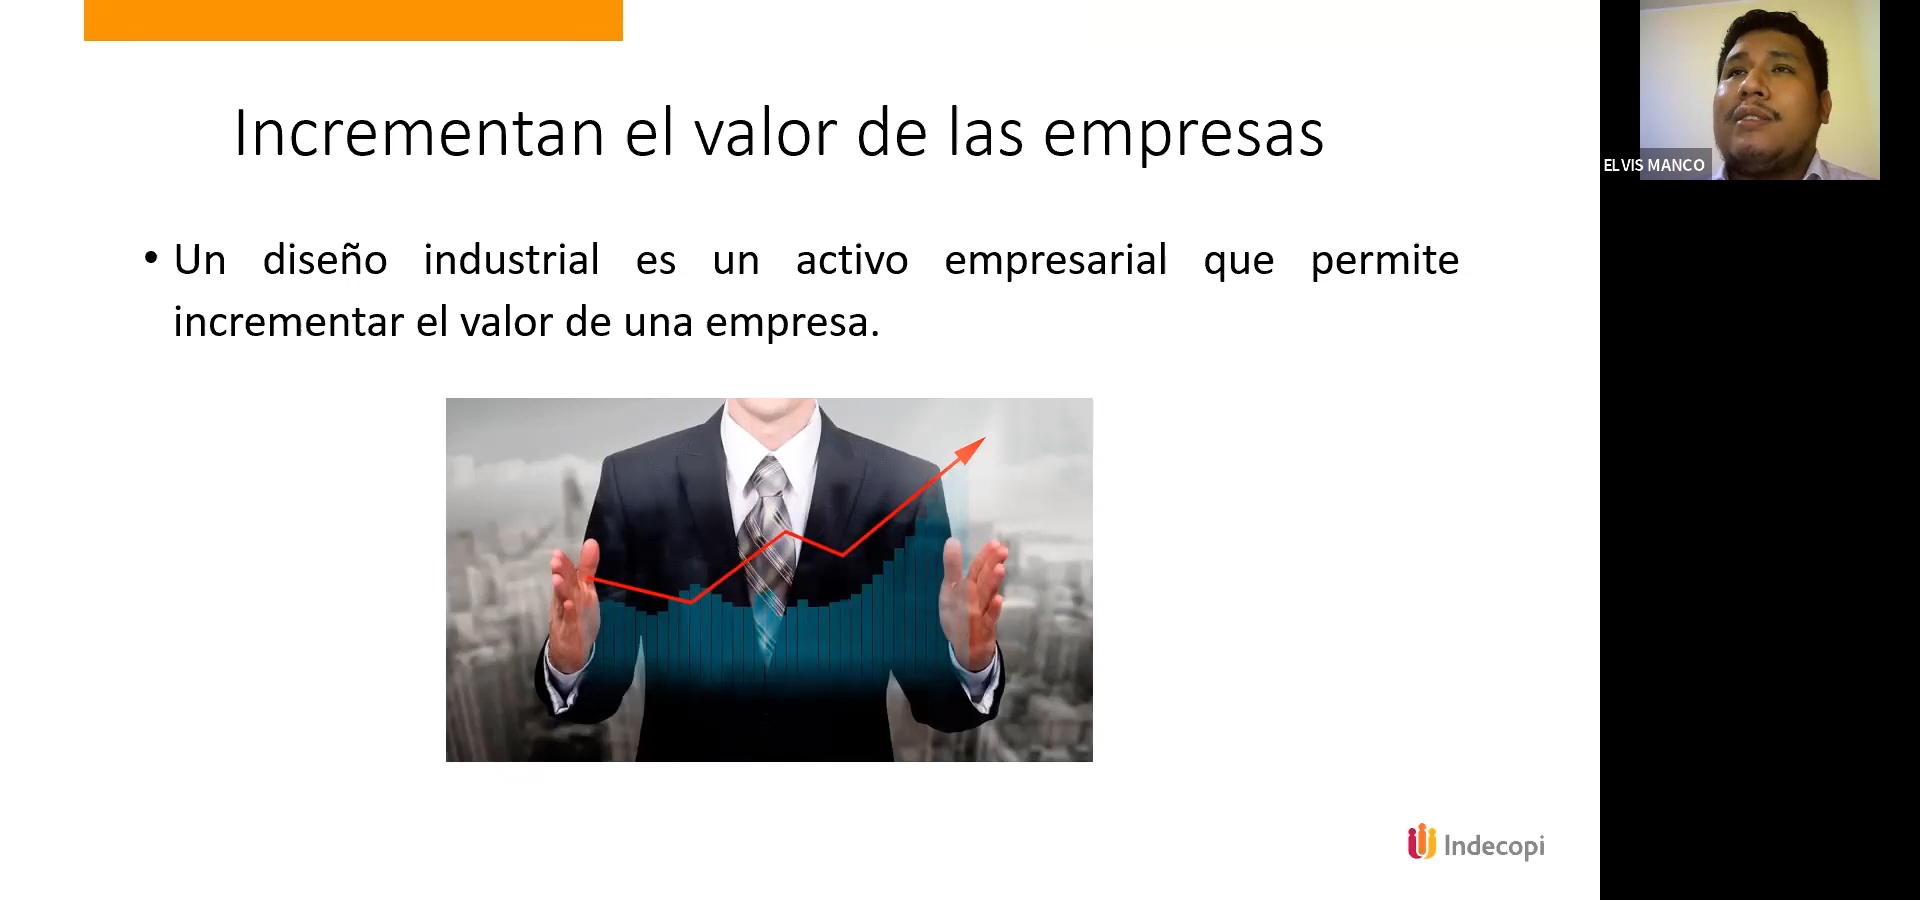 Incrementan el valor de las empresas
• Un diseño industrial es un activo empresarial que permite
incrementar el valor de una empresa.
Indecopi
ELVIS MANCO